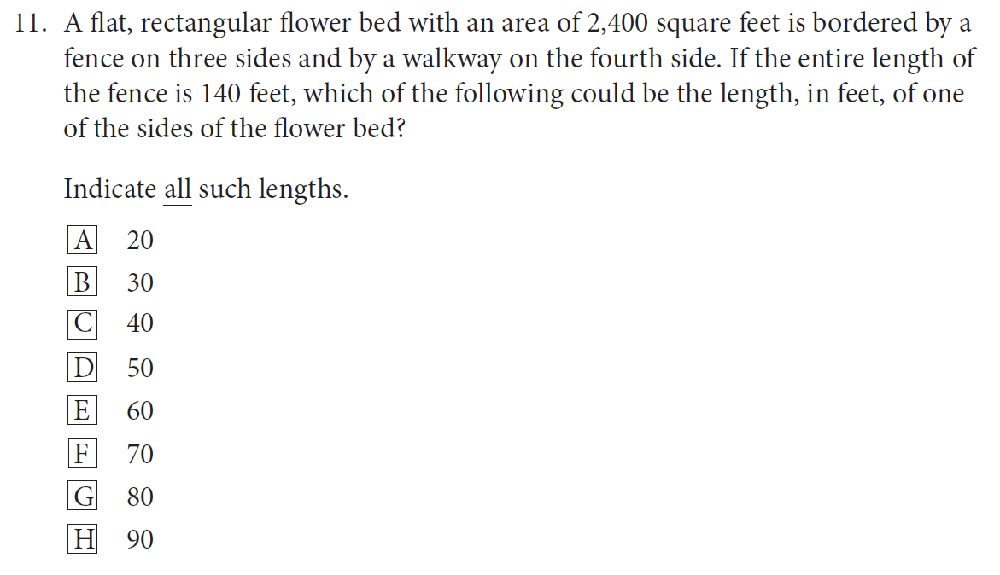 11. A flat, rectangular flower bed with an area of 2,400 square feet is bordered by a
fence on three sides and by a walkway on the fourth side. If the entire length of
the fence is 140 feet, which of the following could be the length, in feet, of one
of the sides of the flower bed?
Indicate all such lengths.
A 20
B 30
C 40
D 50
E 60
F 70
G 80
H 90